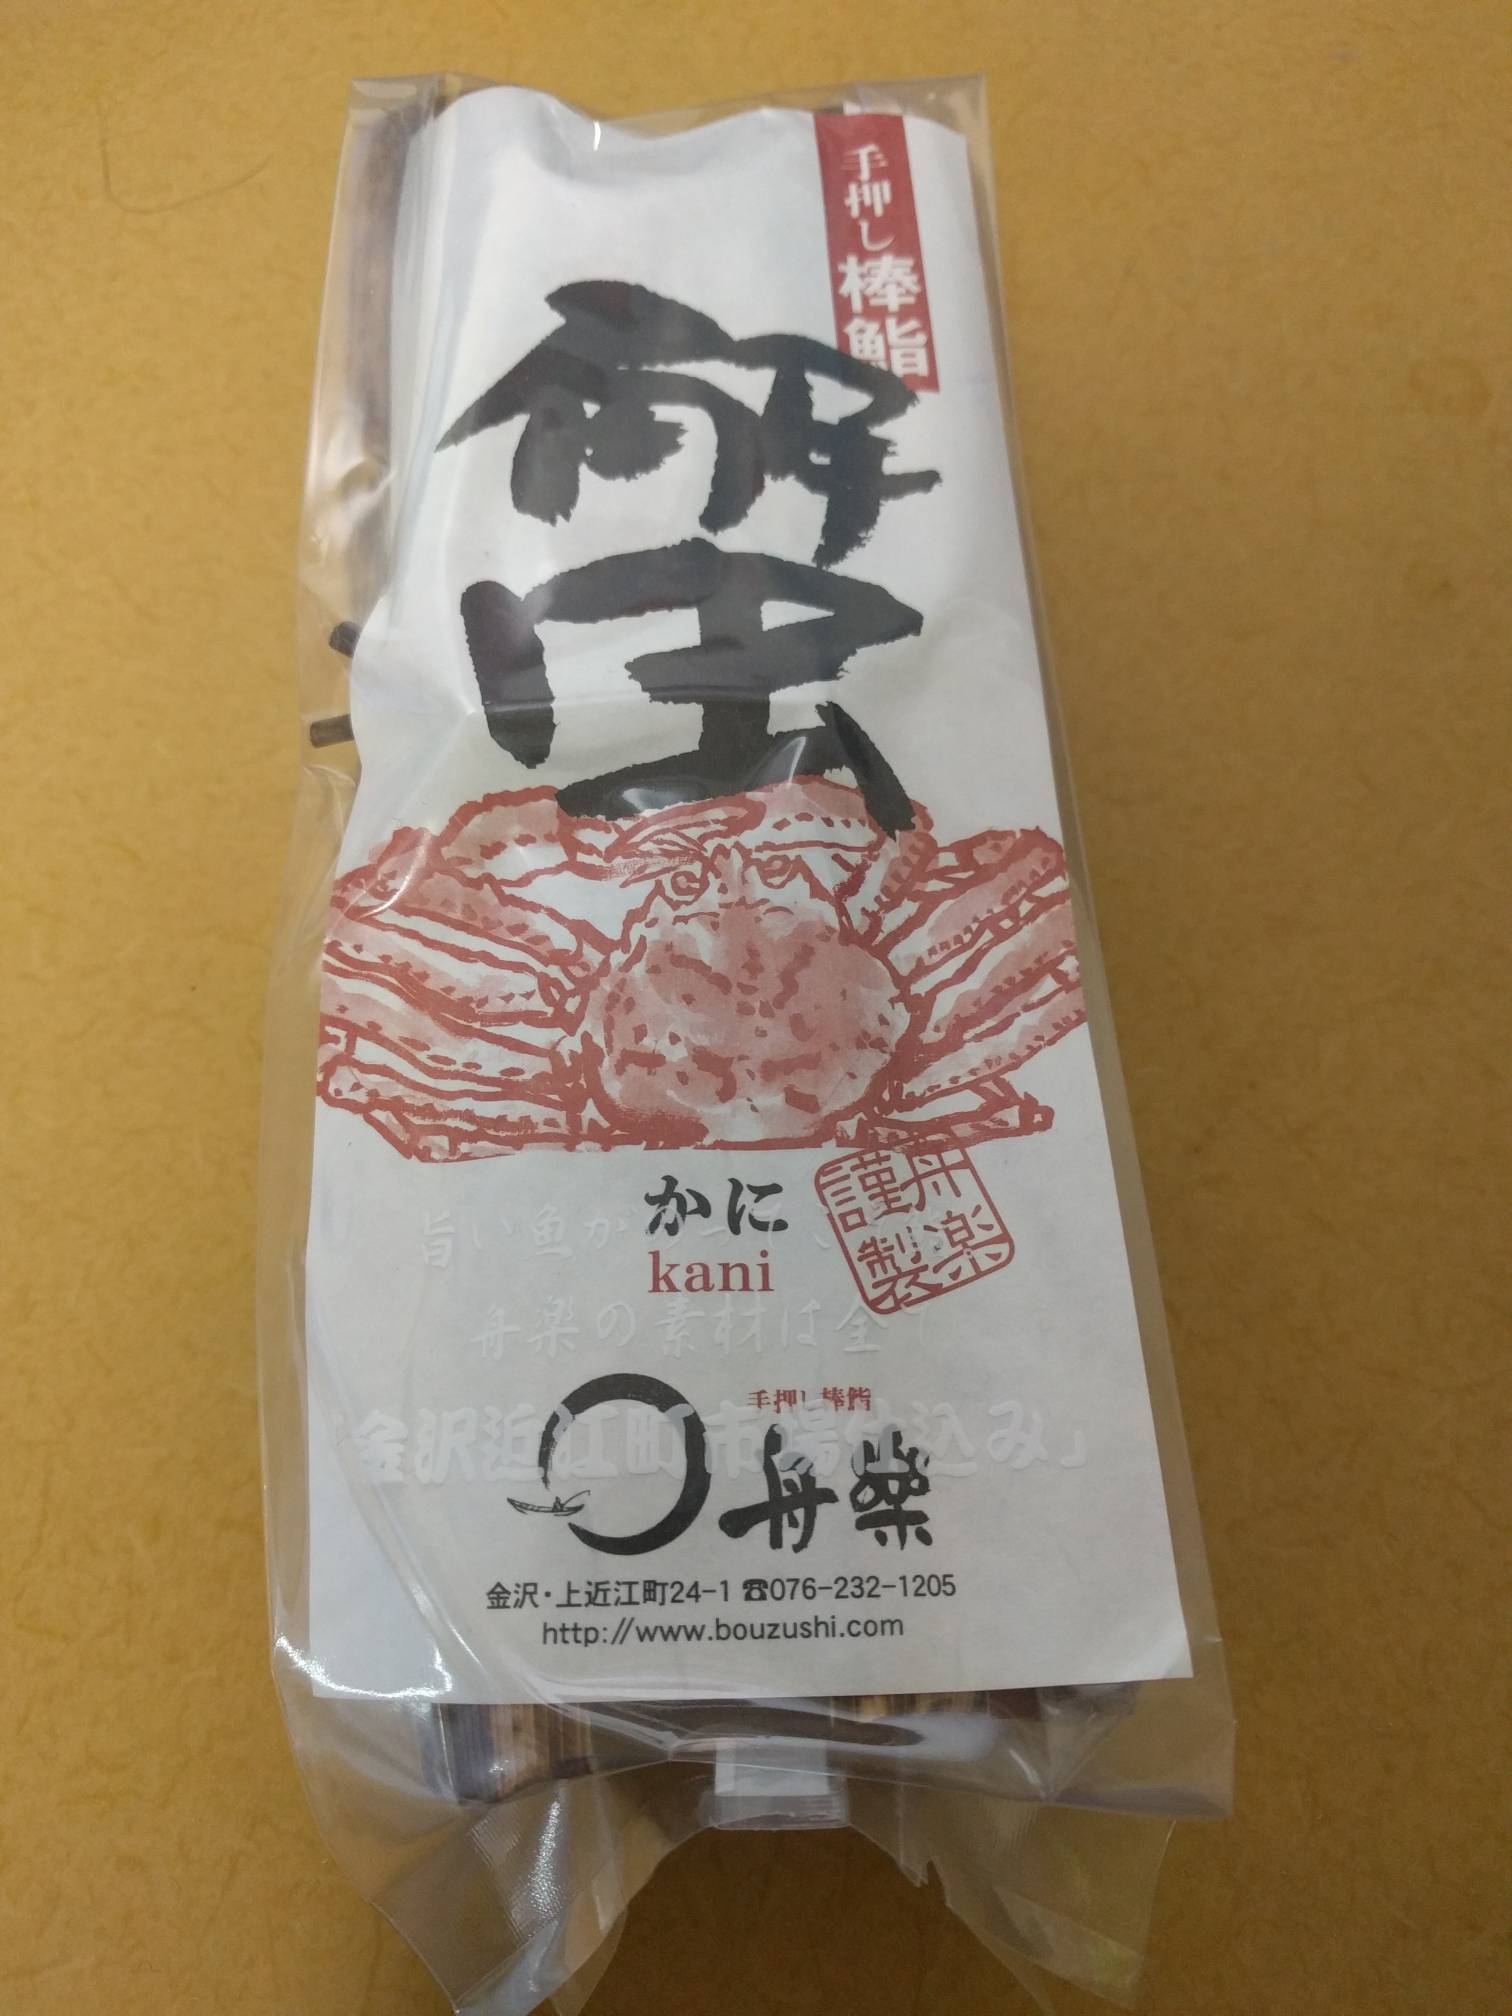 手押し棒鮨
蟹
かに
kani
謹製
舟楽
旨い魚が
舟楽の素材は全て
金沢近江町市場仕込み」
手押し棒鮨
舟楽
金沢・上近江町24-1 ☎076-232-1205
http://www.bouzushi.com